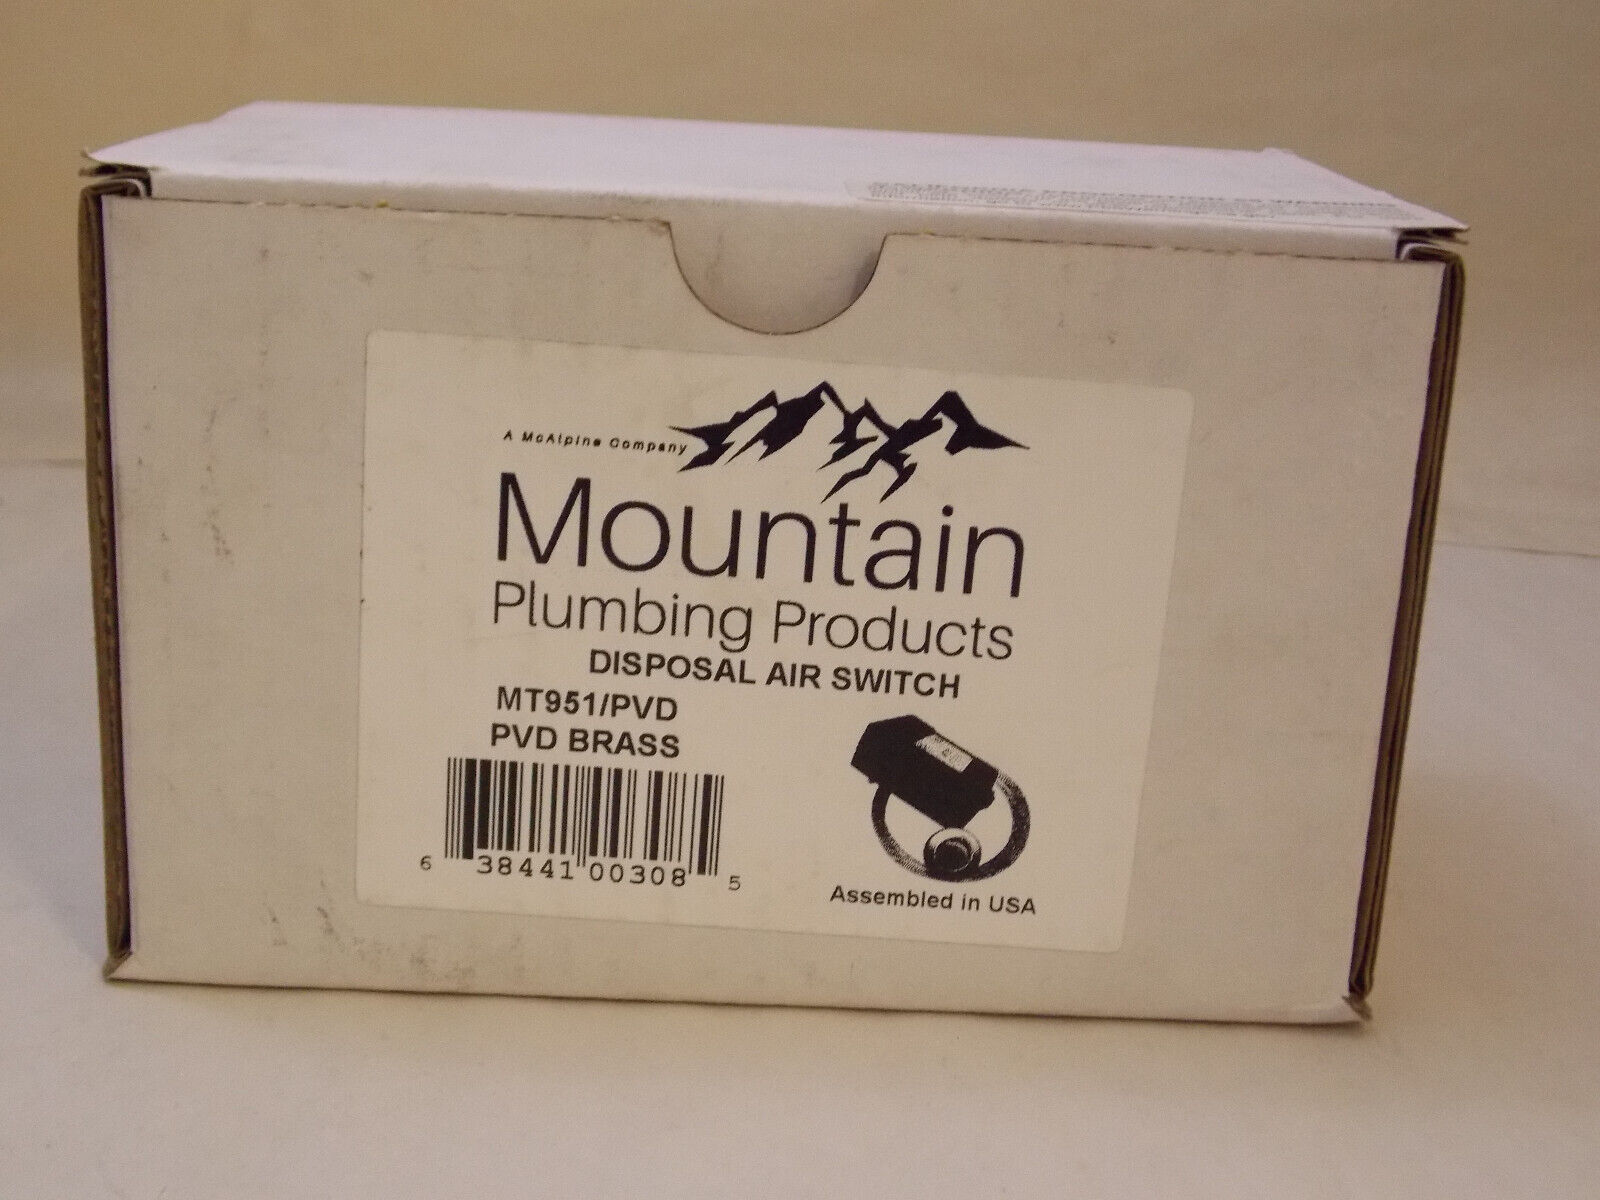 A McAlpine Company
Mountain
Plumbing Products
DISPOSAL AIR SWITCH
MT951/PVD
PVD BRASS
6 38441 00308 5
Assembled in USA